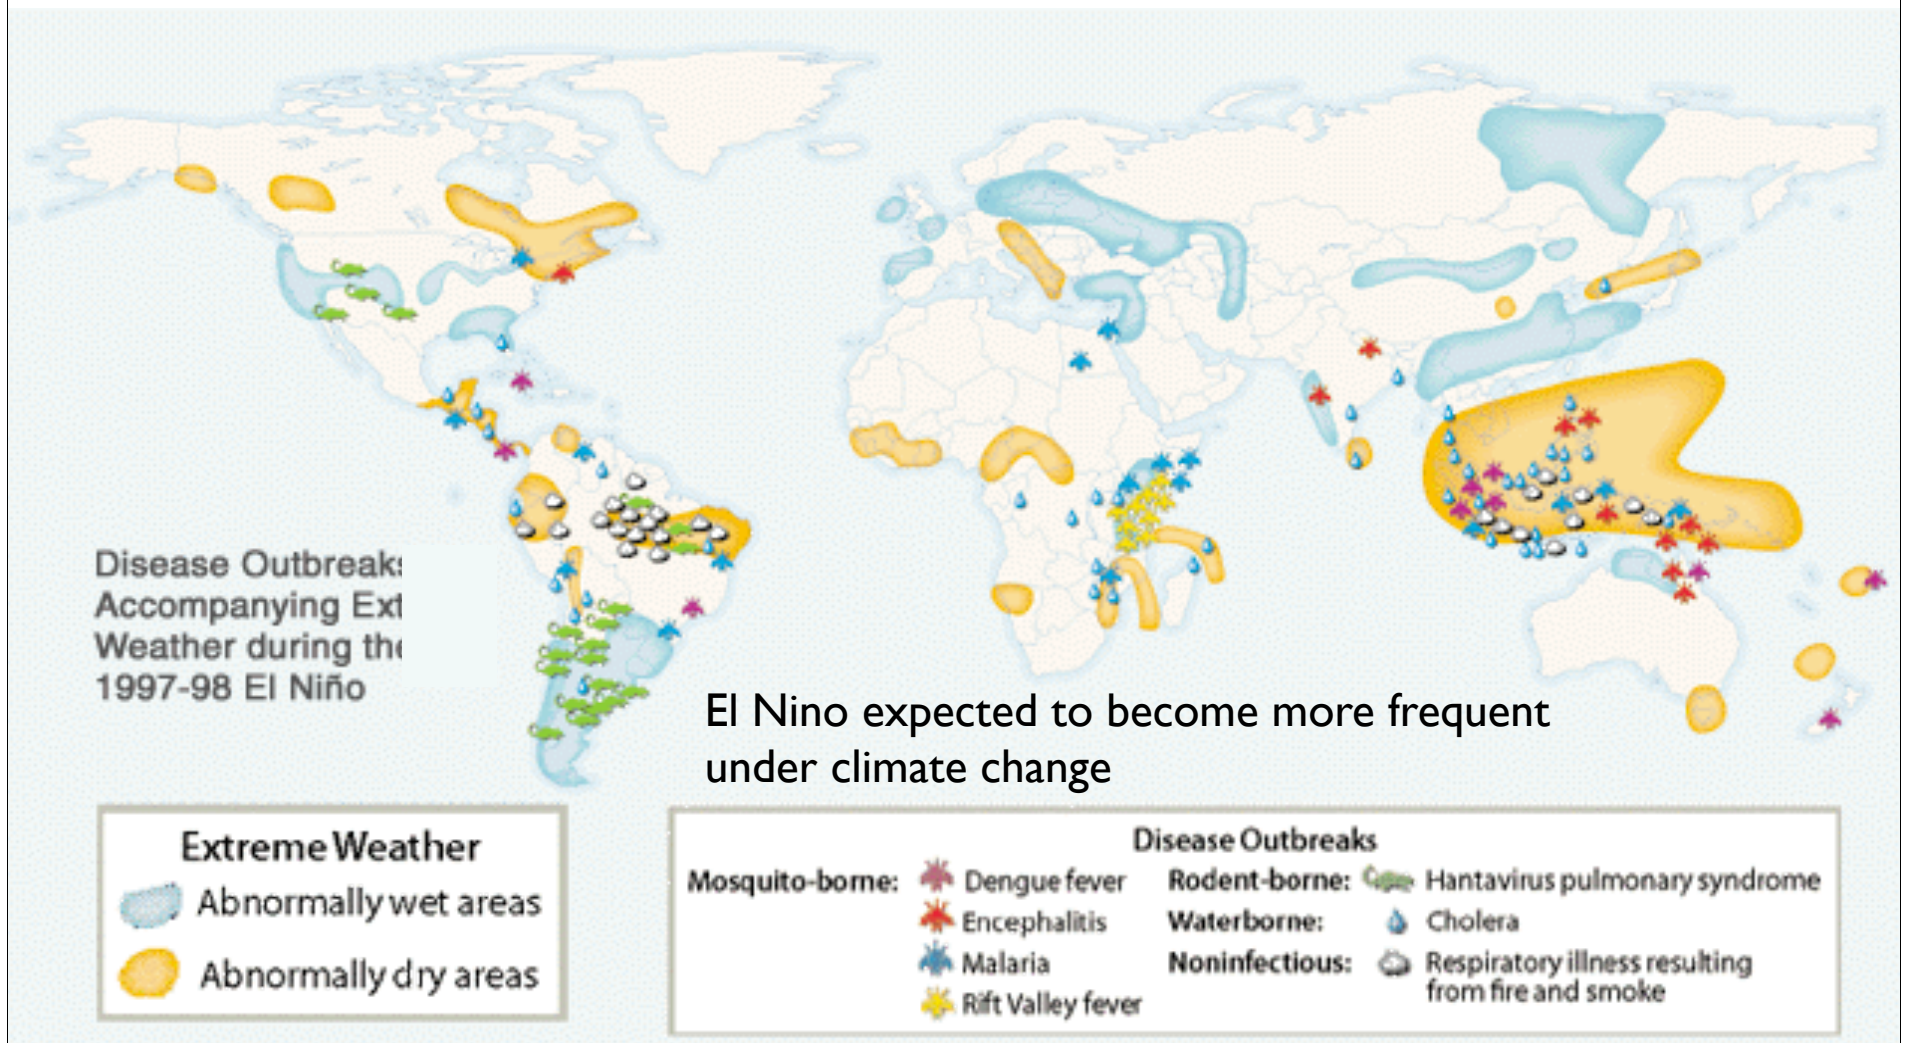 Disease Outbreaks
Accompanying Ext
Weather during the
1997-98 El Niño
El Nino expected to become more frequent
under climate change
Extreme Weather
Abnormally wet areas
Abnormally dry areas
Disease Outbreaks
Mosquito-borne:
Dengue fever
Encephalitis
Malaria
Rift Valley fever
Rodent-borne:
Hantavirus pulmonary syndrome
Waterborne:
Cholera
Noninfectious:
Respiratory illness resulting
from fire and smoke